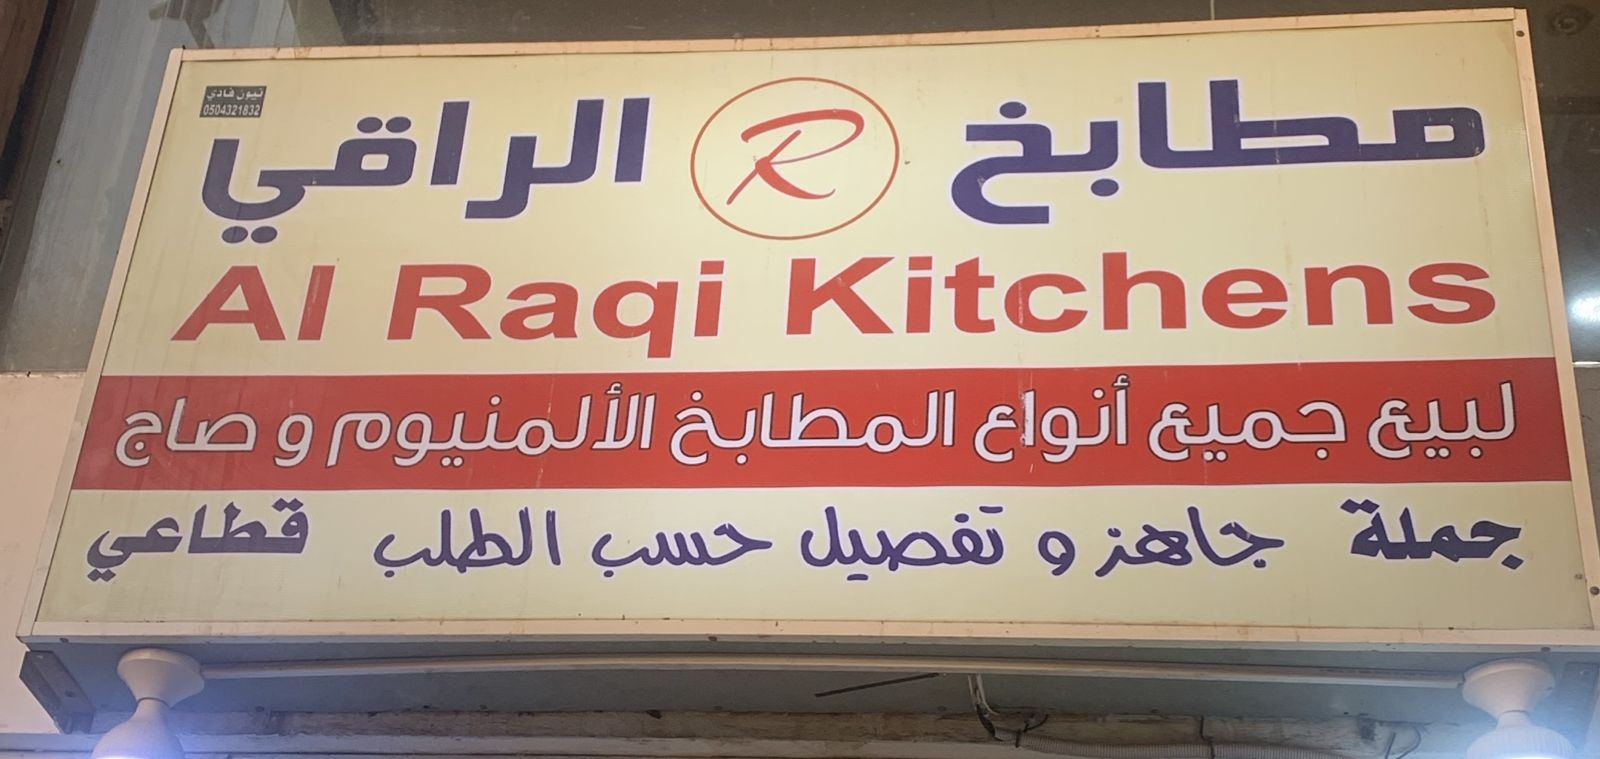 نيون فادي
0504321832
مطابخ R الراقي
Al Raqi Kitchens
لبيع جميع أنواع المطابخ الألمنيوم و صاج
جملة جاهز و تفصيل حسب الطلب قطاعي